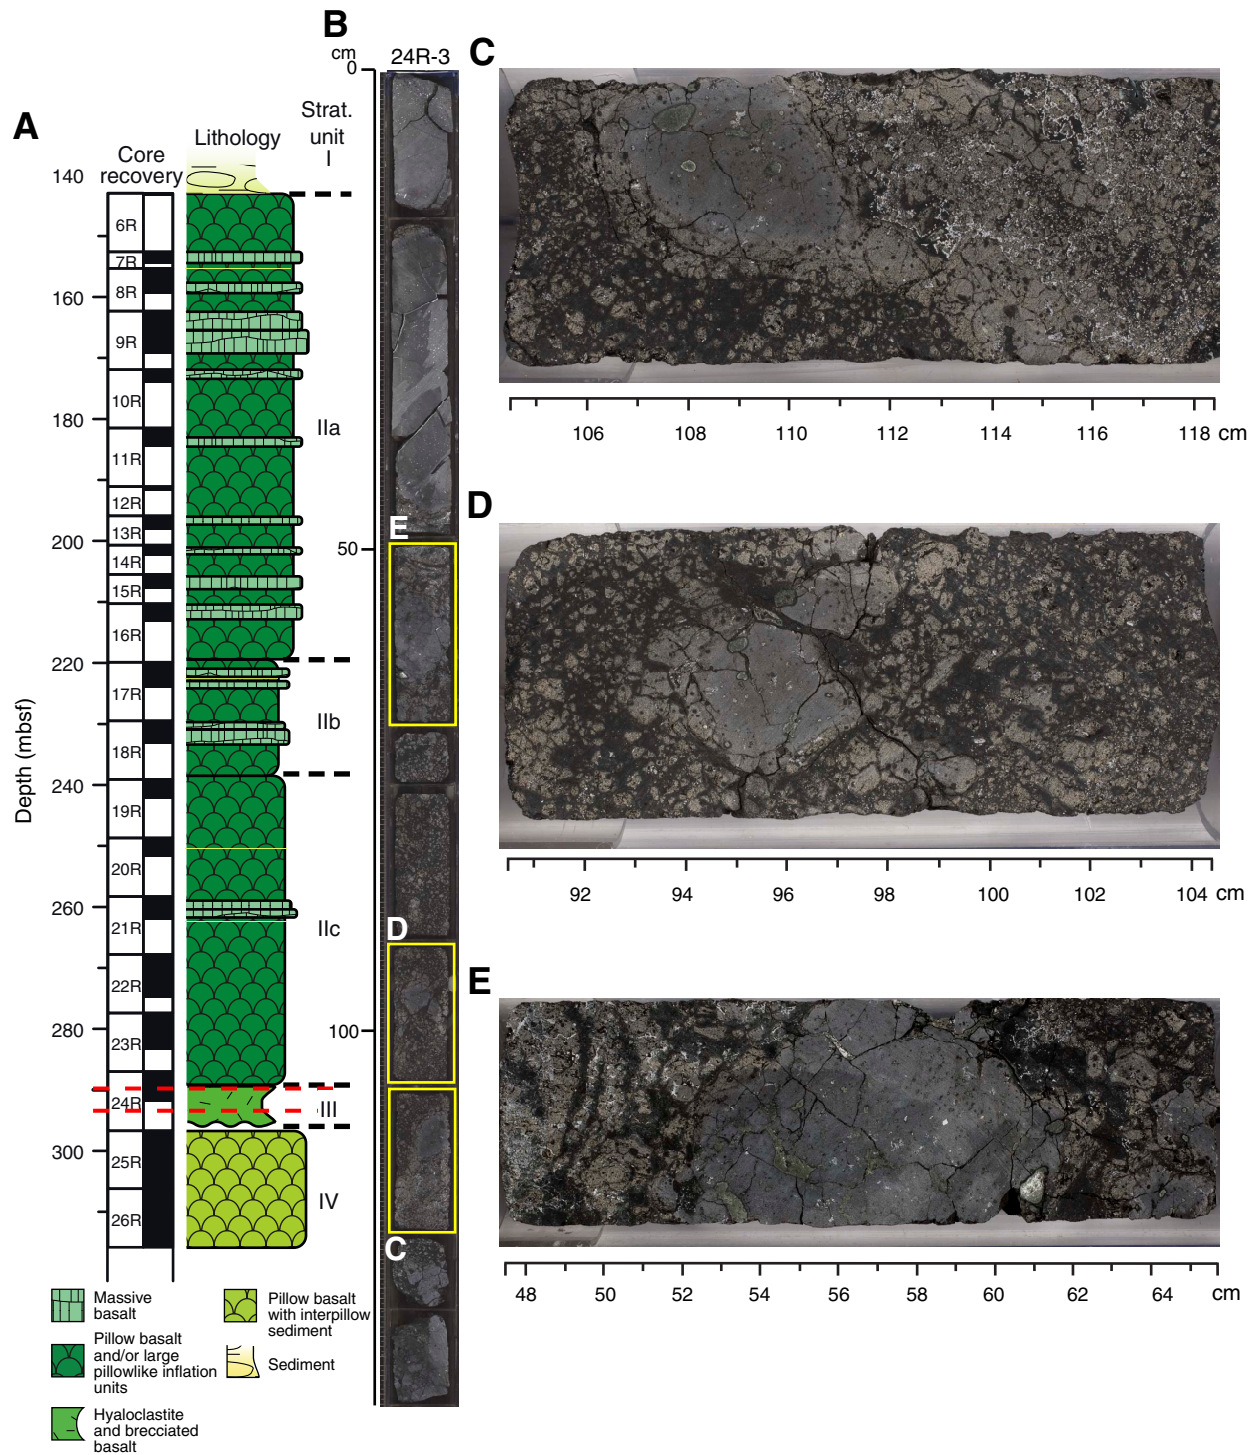 A
Core
recovery
Lithology
Strat.
unit
I
140
160
180
200
220
240
260
280
300
Depth (mbsf)
6R
7R
8R
9R
10R
11R
12R
13R
14R
15R
16R
17R
18R
19R
20R
21R
22R
23R
24R
25R
26R
IIa
IIb
IIc
III
IV
Massive
basalt
Pillow basalt
and/or large
pillowlike inflation
units
Hyaloclastite
and brecciated
basalt
Pillow basalt
with interpillow
sediment
Sediment
B
cm
24R-3
0
50
100
E
D
C
C
106 108 110 112 114 116 118 cm
D
92 94 96 98 100 102 104 cm
E
48 50 52 54 56 58 60 62 64 cm